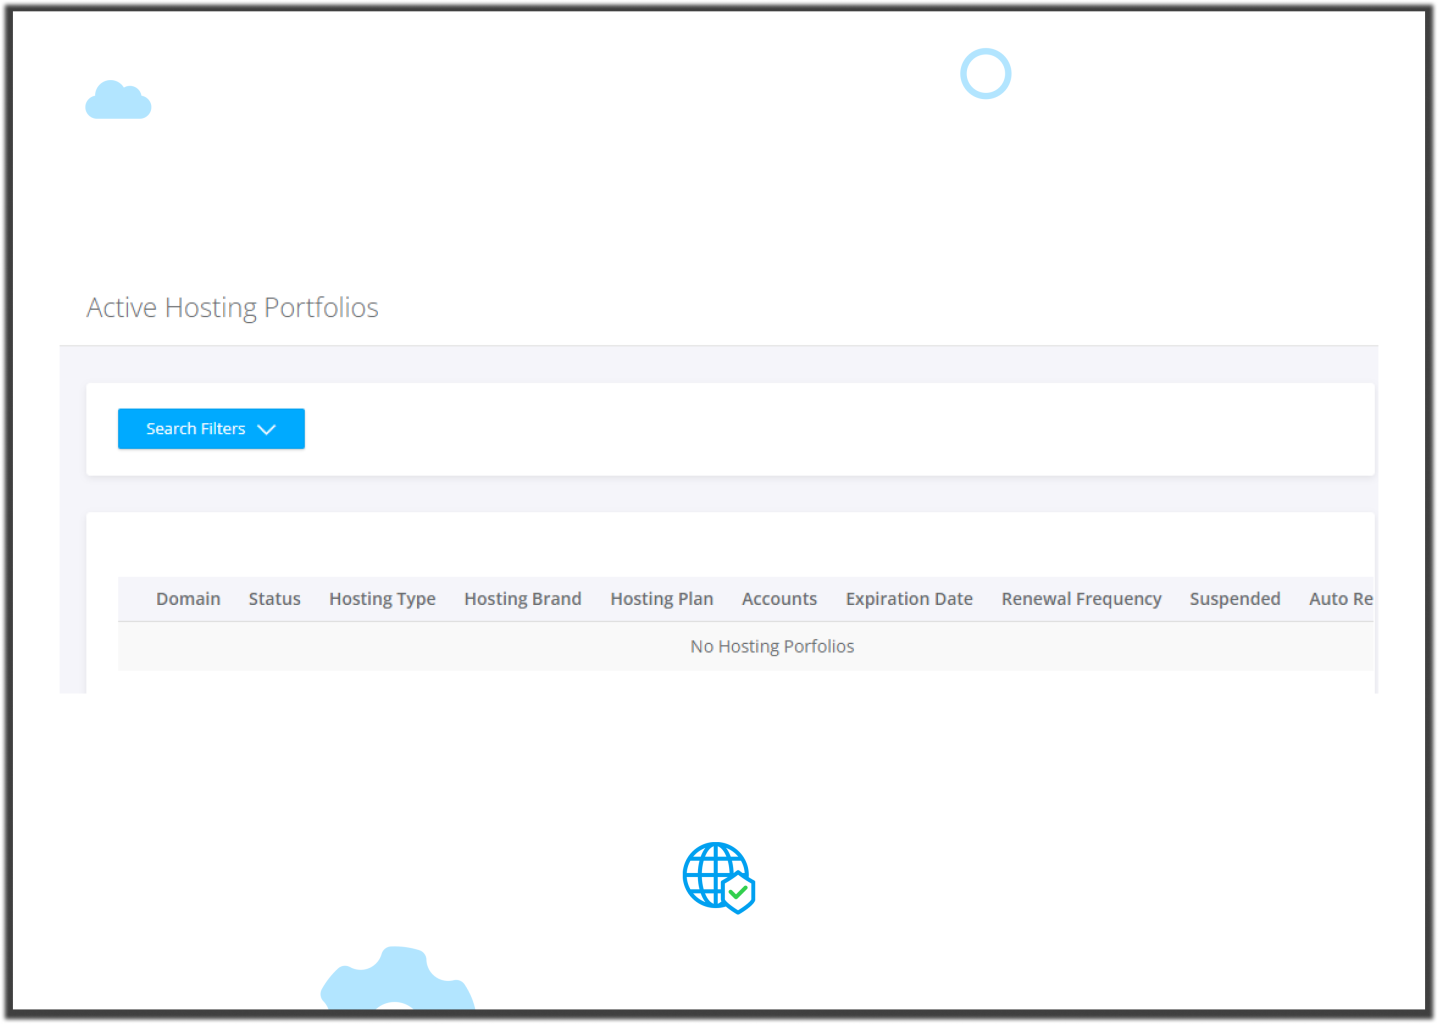 Active Hosting Portfolios
Search Filters
Domain Status Hosting Type Hosting Brand Hosting Plan Accounts Expiration Date Renewal Frequency Suspended Auto Re
No Hosting Porfolios